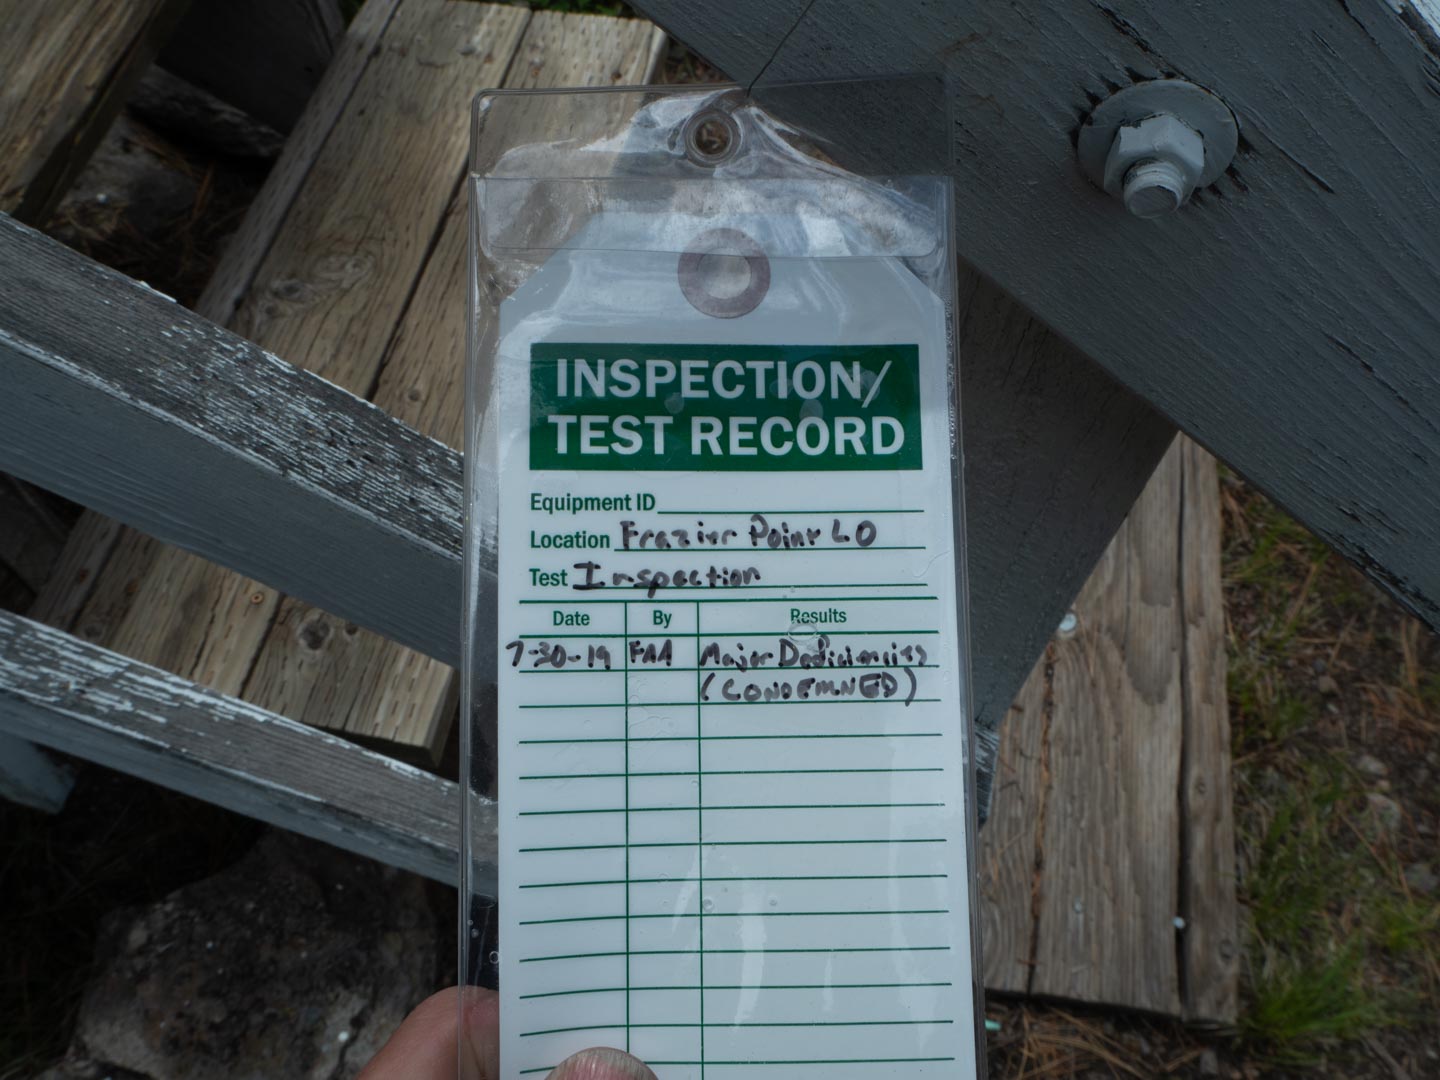 INSPECTION/
TEST RECORD
Equipment ID
Location Frazier Point LO
Test Inspection
Date By Results
7-30-19 FAA Major Deficiencies
(CONDEMNED)